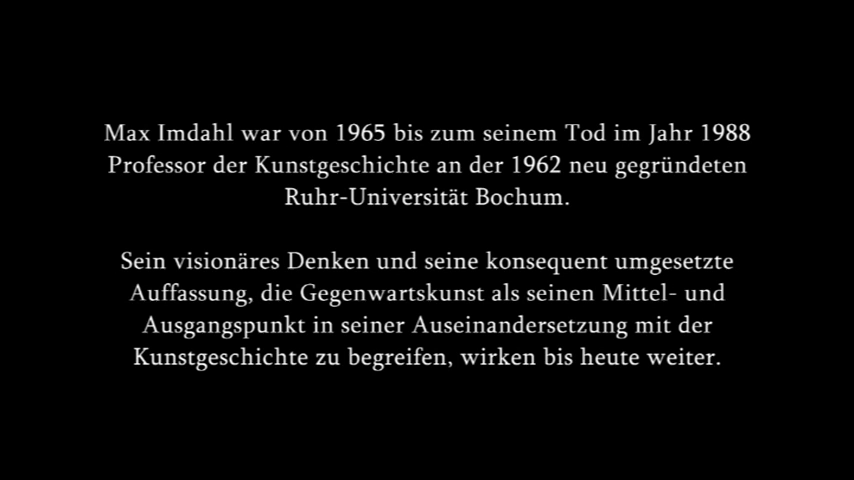 Max Imdahl war von 1965 bis zum seinem Tod im Jahr 1988
Professor der Kunstgeschichte an der 1962 neu gegründeten
Ruhr-Universität Bochum.
Sein visionäres Denken und seine konsequent umgesetzte
Auffassung, die Gegenwartskunst als seinen Mittel- und
Ausgangspunkt in seiner Auseinandersetzung mit der
Kunstgeschichte zu begreifen, wirken bis heute weiter.